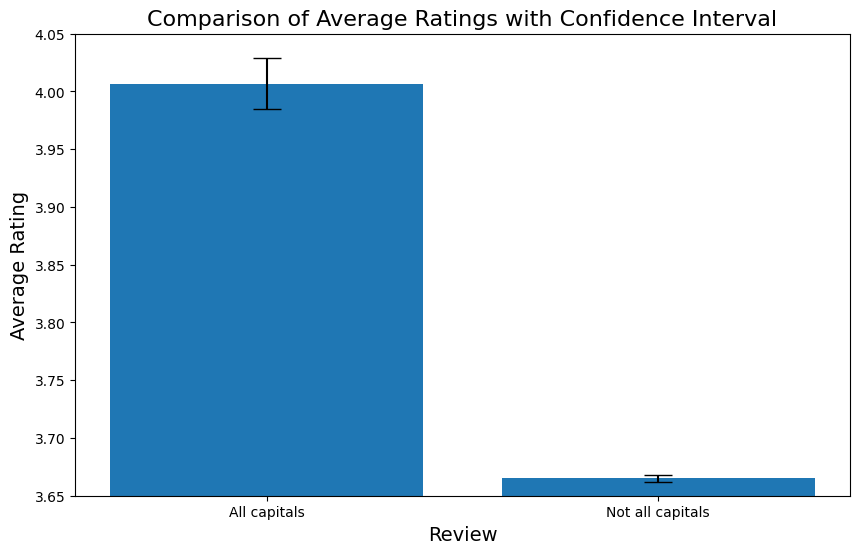 Comparison of Average Ratings with Confidence Interval
4.05
4.00
3.95
3.90
3.85
3.80
3.75
3.70
3.65
Average Rating
All capitals
Not all capitals
Review